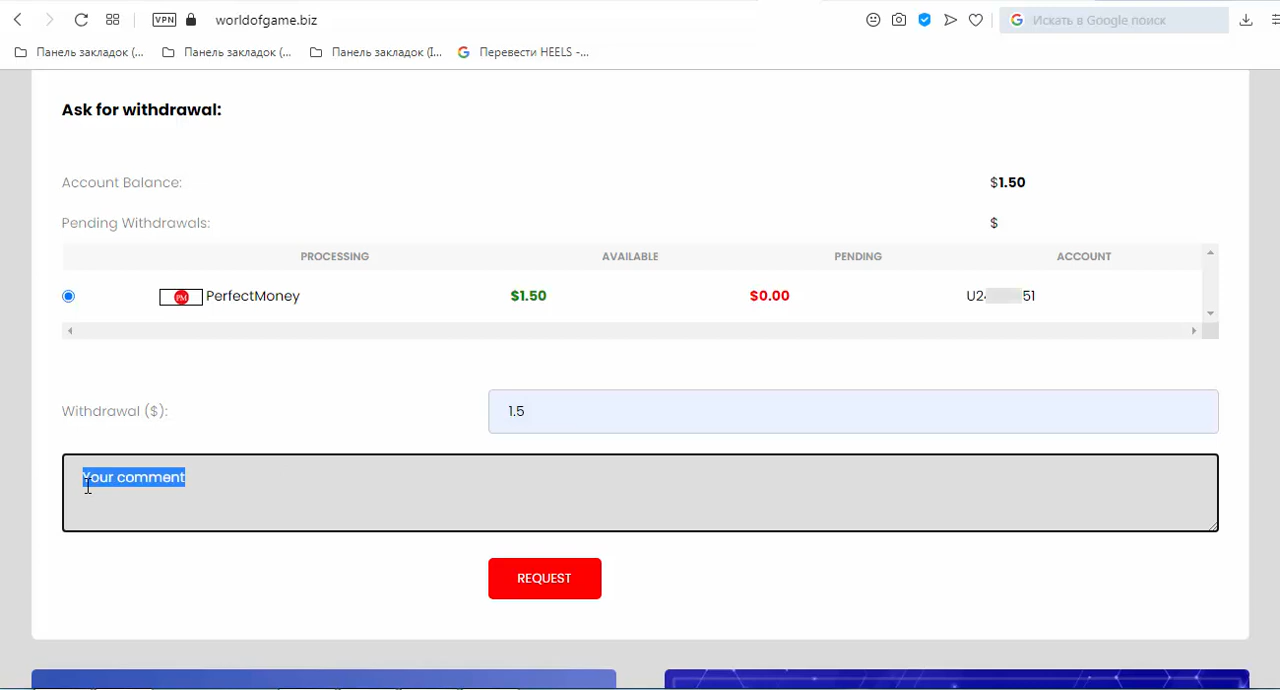 VPN worldofgame.biz Искать в Google поиск
Панель закладок (... Панель закладок (... Панель закладок (I... Перевести HEELS -...
Ask for withdrawal:
Account Balance: $1.50
Pending Withdrawals: $
PROCESSING AVAILABLE PENDING ACCOUNT
PM PerfectMoney $1.50 $0.00 U24 51
Withdrawal ($): 1.5
Your comment
REQUEST